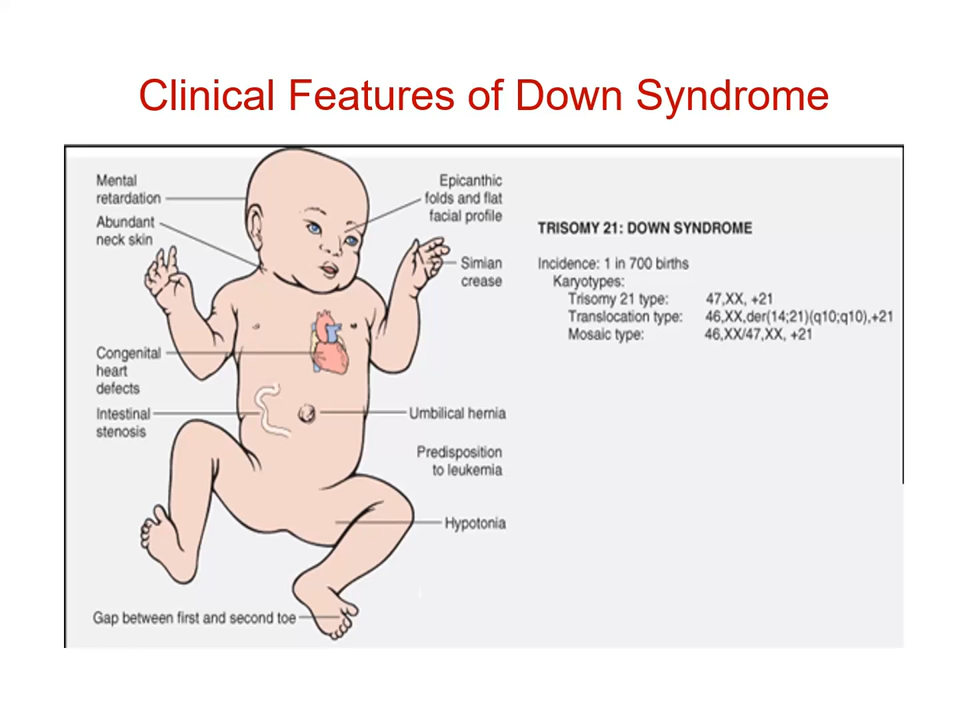 Clinical Features of Down Syndrome
Mental
retardation
Abundant
neck skin
Congenital
heart
defects
Intestinal
stenosis
Gap between first and second toe
Epicanthic
folds and flat
facial profile
Simian
crease
Umbilical hernia
Predisposition
to leukemia
Hypotonia
TRISOMY 21: DOWN SYNDROME
Incidence: 1 in 700 births
Karyotypes:
Trisomy 21 type: 47,XX, +21
Translocation type: 46,XX,der(14;21)(q10;q10),+21
Mosaic type: 46,XX/47,XX, +21